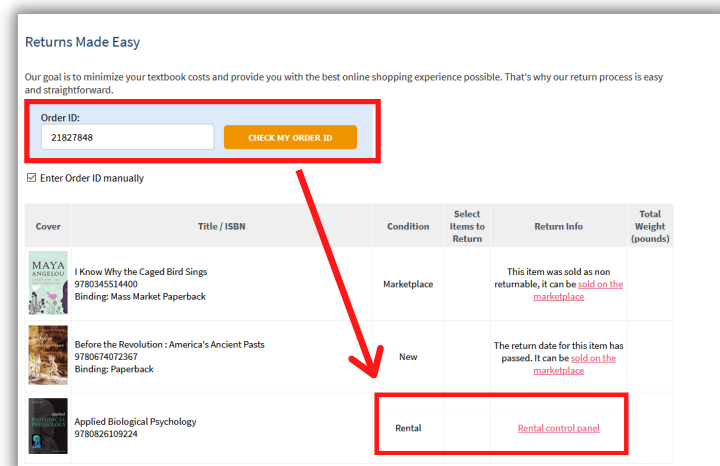 Returns Made Easy
Our goal is to minimize your textbook costs and provide you with the best online shopping experience possible. That's why our return process is easy
and straightforward.
Order ID:
21827848
CHECK MY ORDER ID
Enter Order ID manually
Cover
Title / ISBN
Condition
Select
Items to
Return
Return Info
Total
Weight
(pounds)
MAYA
ANGELOU
I Know Why the Caged Bird Sings
9780345514400
Binding: Mass Market Paperback
Marketplace
This item was sold as non
returnable, it can be sold on the
marketplace
Before
Before the Revolution : America's Ancient Pasts
9780674072367
Binding: Paperback
New
The return date for this item has
passed. It can be sold on the
marketplace
Applied
BIOLOGICAL
PSYCHOLOGY
Applied Biological Psychology
9780826109224
Rental
Rental control panel